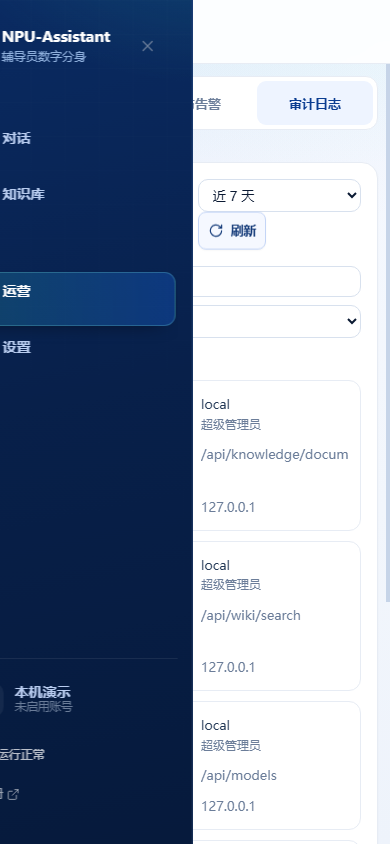 NPU-Assistant
辅导员数字分身
对话
知识库
运营
设置
本机演示
未启用账号
运行正常
告警
审计日志
近 7 天
刷新
local
超级管理员
/api/knowledge/docum
127.0.0.1
local
超级管理员
/api/wiki/search
127.0.0.1
local
超级管理员
/api/models
127.0.0.1